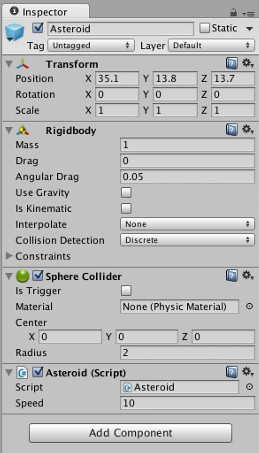 Inspector
Asteroid Static
Tag Untagged Layer Default
Transform
Position X 35.1 Y 13.8 Z 13.7
Rotation X 0 Y 0 Z 0
Scale X 1 Y 1 Z 1
Rigidbody
Mass 1
Drag 0
Angular Drag 0.05
Use Gravity
Is Kinematic
Interpolate None
Collision Detection Discrete
Constraints
Sphere Collider
Is Trigger
Material None (Physic Material)
Center
X 0 Y 0 Z 0
Radius 2
Asteroid (Script)
Script Asteroid
Speed 10
Add Component